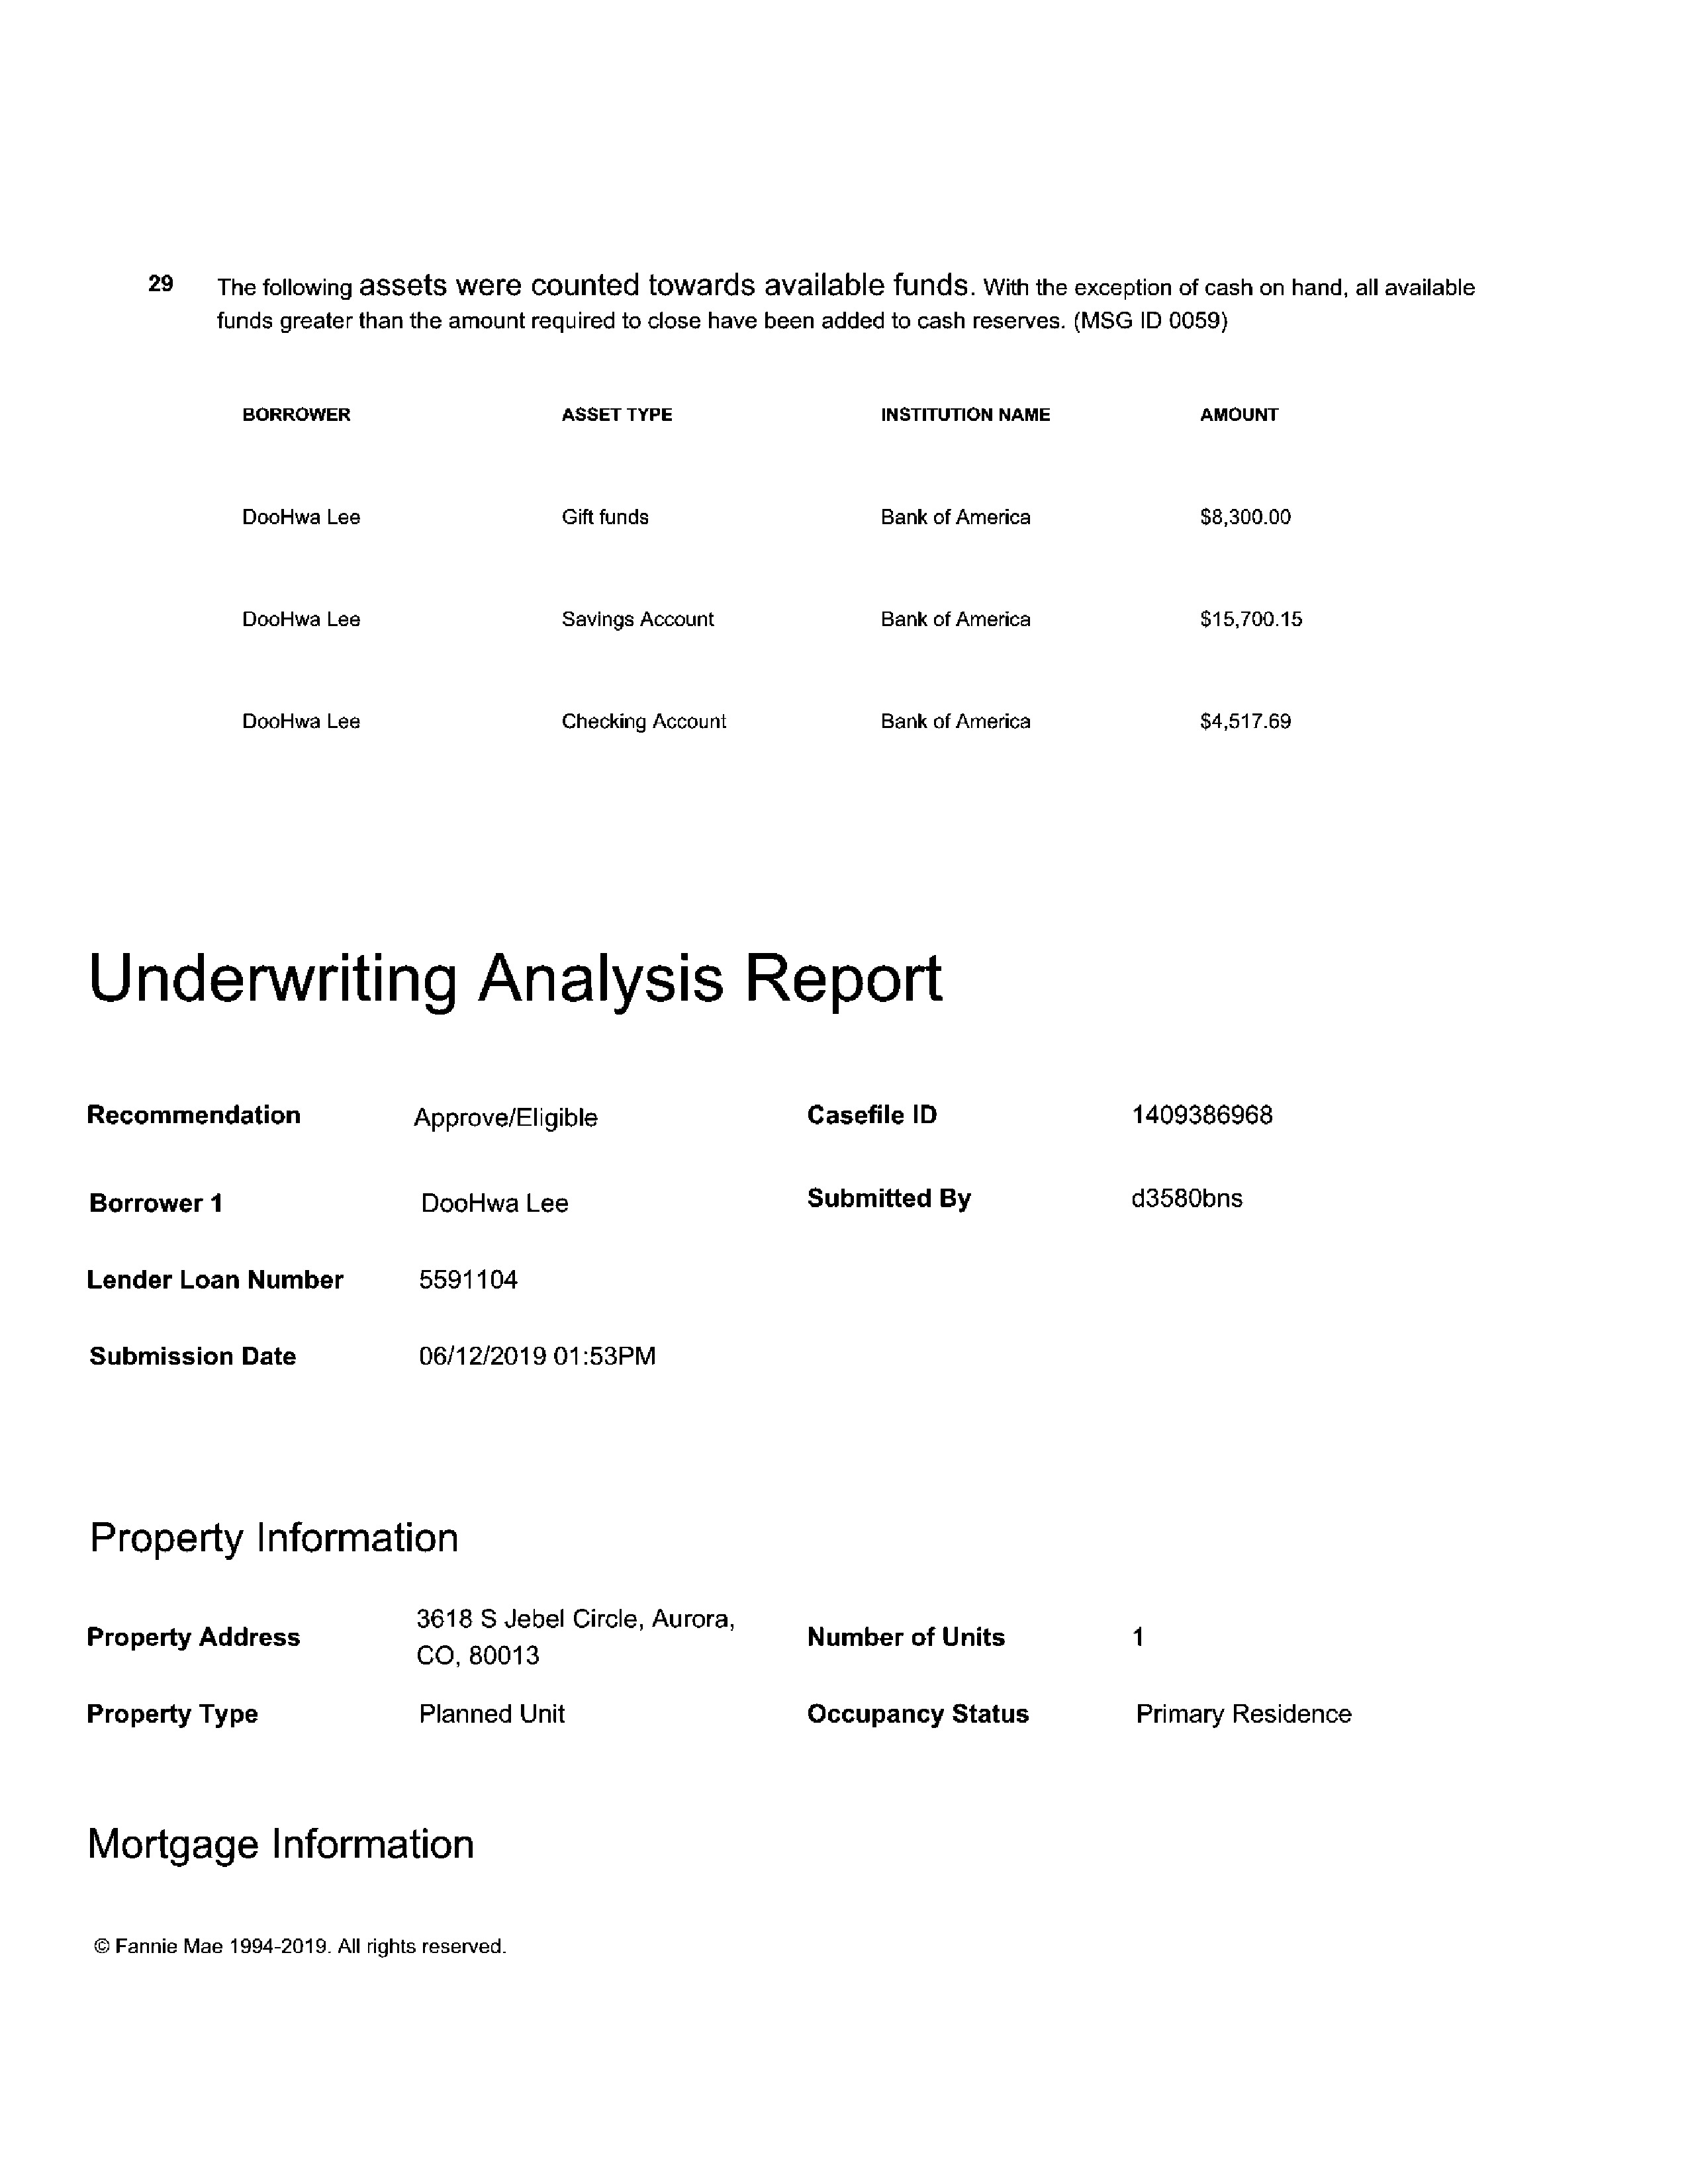 29 The following assets were counted towards available funds. With the exception of cash on hand, all available
funds greater than the amount required to close have been added to cash reserves. (MSG ID 0059)
BORROWER ASSET TYPE INSTITUTION NAME AMOUNT
DooHwa Lee Gift funds Bank of America $8,300.00
DooHwa Lee Savings Account Bank of America $15,700.15
DooHwa Lee Checking Account Bank of America $4,517.69
Underwriting Analysis Report
Recommendation Approve/Eligible Casefile ID 1409386968
Borrower 1 DooHwa Lee Submitted By d3580bns
Lender Loan Number 5591104
Submission Date 06/12/2019 01:53PM
Property Information
Property Address 3618 S Jebel Circle, Aurora,
CO, 80013
Number of Units 1
Property Type Planned Unit Occupancy Status Primary Residence
Mortgage Information
© Fannie Mae 1994-2019. All rights reserved.